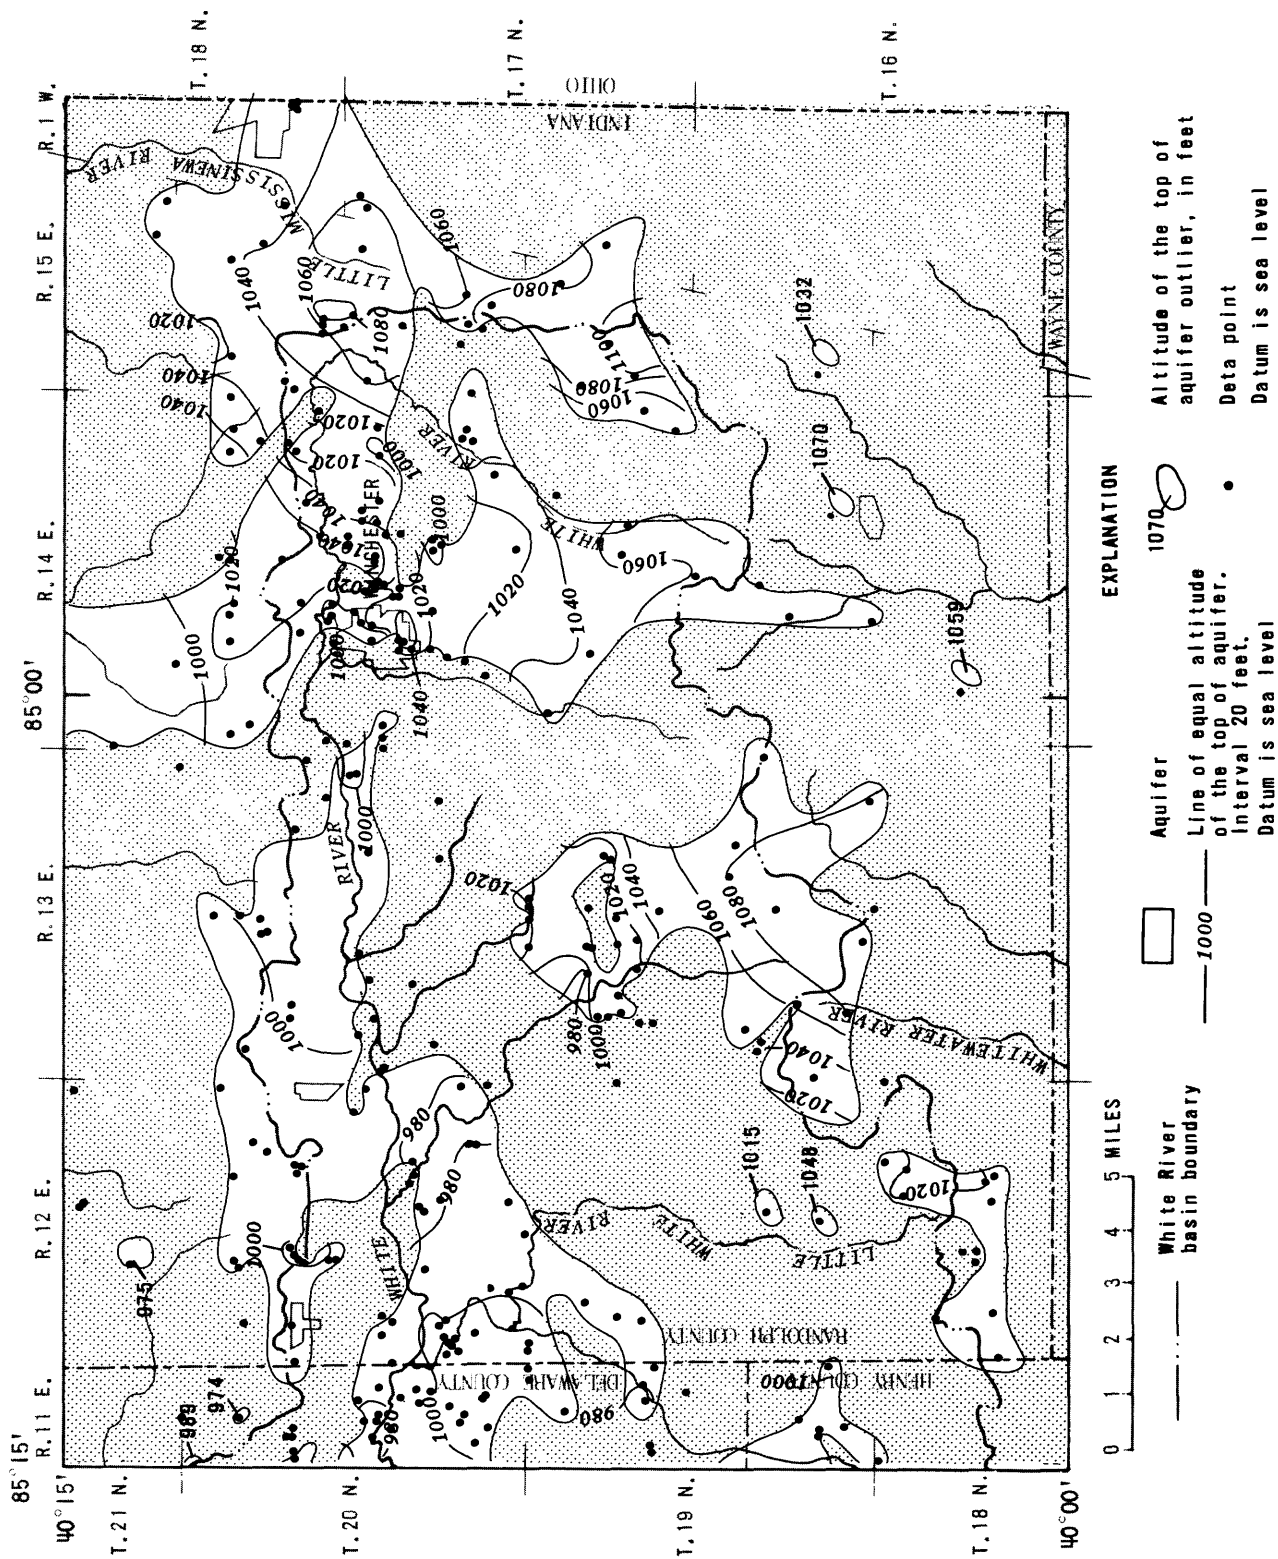 85°15'
R.11 E.
R.12 E.
R.13 E.
85°00'
R.14 E.
R.15 E.
R.1 W.
40°15'
T.21 N.
T.20 N.
T.19 N.
T.18 N.
40°00'
T.18 N.
T.17 N.
T.16 N.
OHIO
INDIANA
WAYNE COUNTY
RANDOLPH COUNTY
DELAWARE COUNTY
HENRY COUNTY
MISSISSINEWA
RIVER
LITTLE
WHITE
RIVER
WINCHESTER
WHITE
RIVER
LITTLE
WHITE
RIVER
WHITEWATER RIVER
989
974
975
1000
1000
980
980
980
1000
980
1000
1015
1048
1020
1020
1040
980
1000
1020
1020
1040
1060
1080
1000
1000
1000
1040
1020
1020
1020
1040
1040
1000
1020
1040
1060
1059
1070
1032
1020
1020
1000
1040
1040
1020
1040
1060
1080
1060
1080
1100
1080
1060
0 1 2 3 4 5 MILES
EXPLANATION
White River
basin boundary
Aquifer
1000
Line of equal altitude
of the top of aquifer.
Interval 20 feet.
Datum is sea level
1070
Altitude of the top of
aquifer outlier, in feet
Data point
Datum is sea level